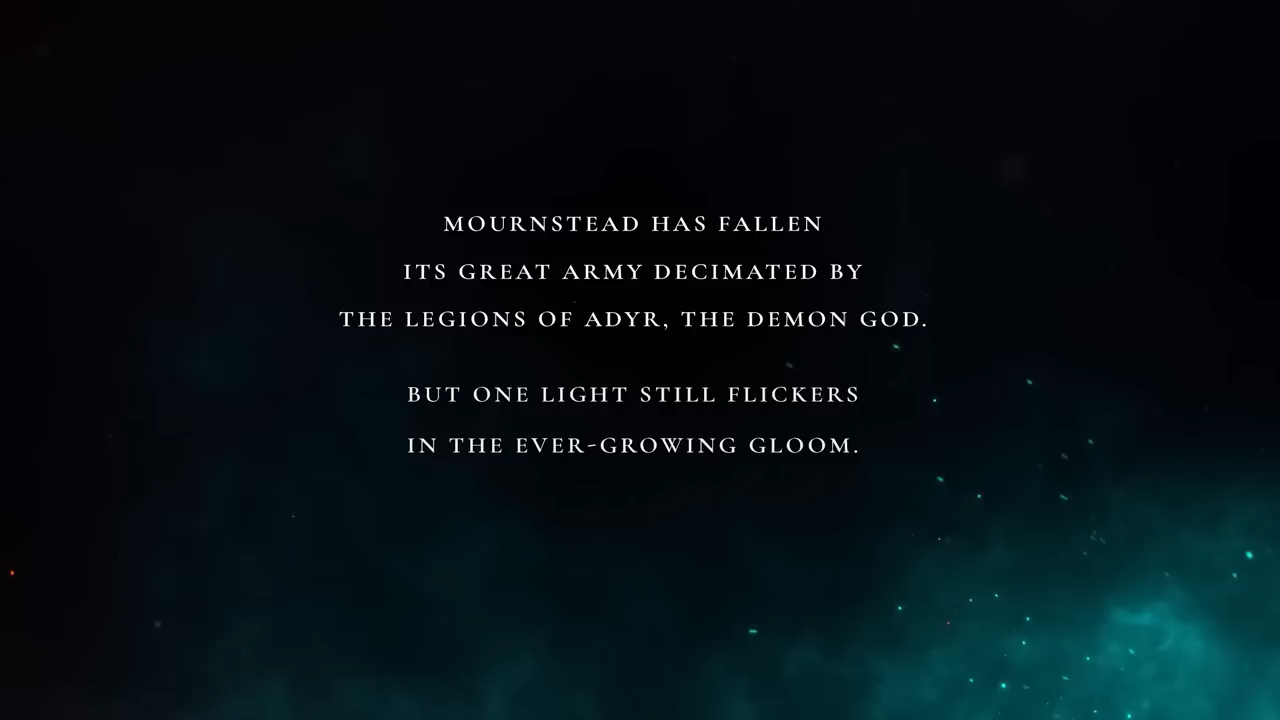 MOURNSTEAD HAS FALLEN
ITS GREAT ARMY DECIMATED BY
THE LEGIONS OF ADYR, THE DEMON GOD.
BUT ONE LIGHT STILL FLICKERS
IN THE EVER-GROWING GLOOM.